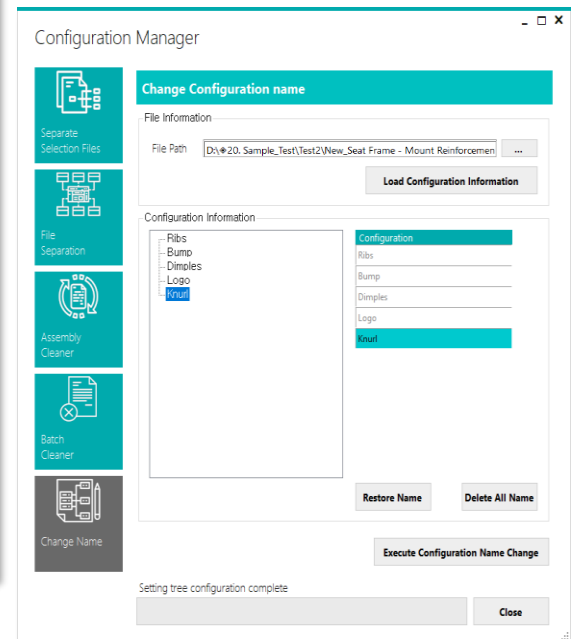 Configuration Manager
Separate
Selection Files
File
Separation
Assembly
Cleaner
Batch
Cleaner
Change Name
Change Configuration name
File Information
File Path D:\※20. Sample_Test\Test2\New_Seat Frame - Mount Reinforcemen ...
Load Configuration Information
Configuration Information
Ribs
Bump
Dimples
Logo
Knurl
Configuration
Ribs
Bump
Dimples
Logo
Knurl
Restore Name Delete All Name
Execute Configuration Name Change
Setting tree configuration complete
Close